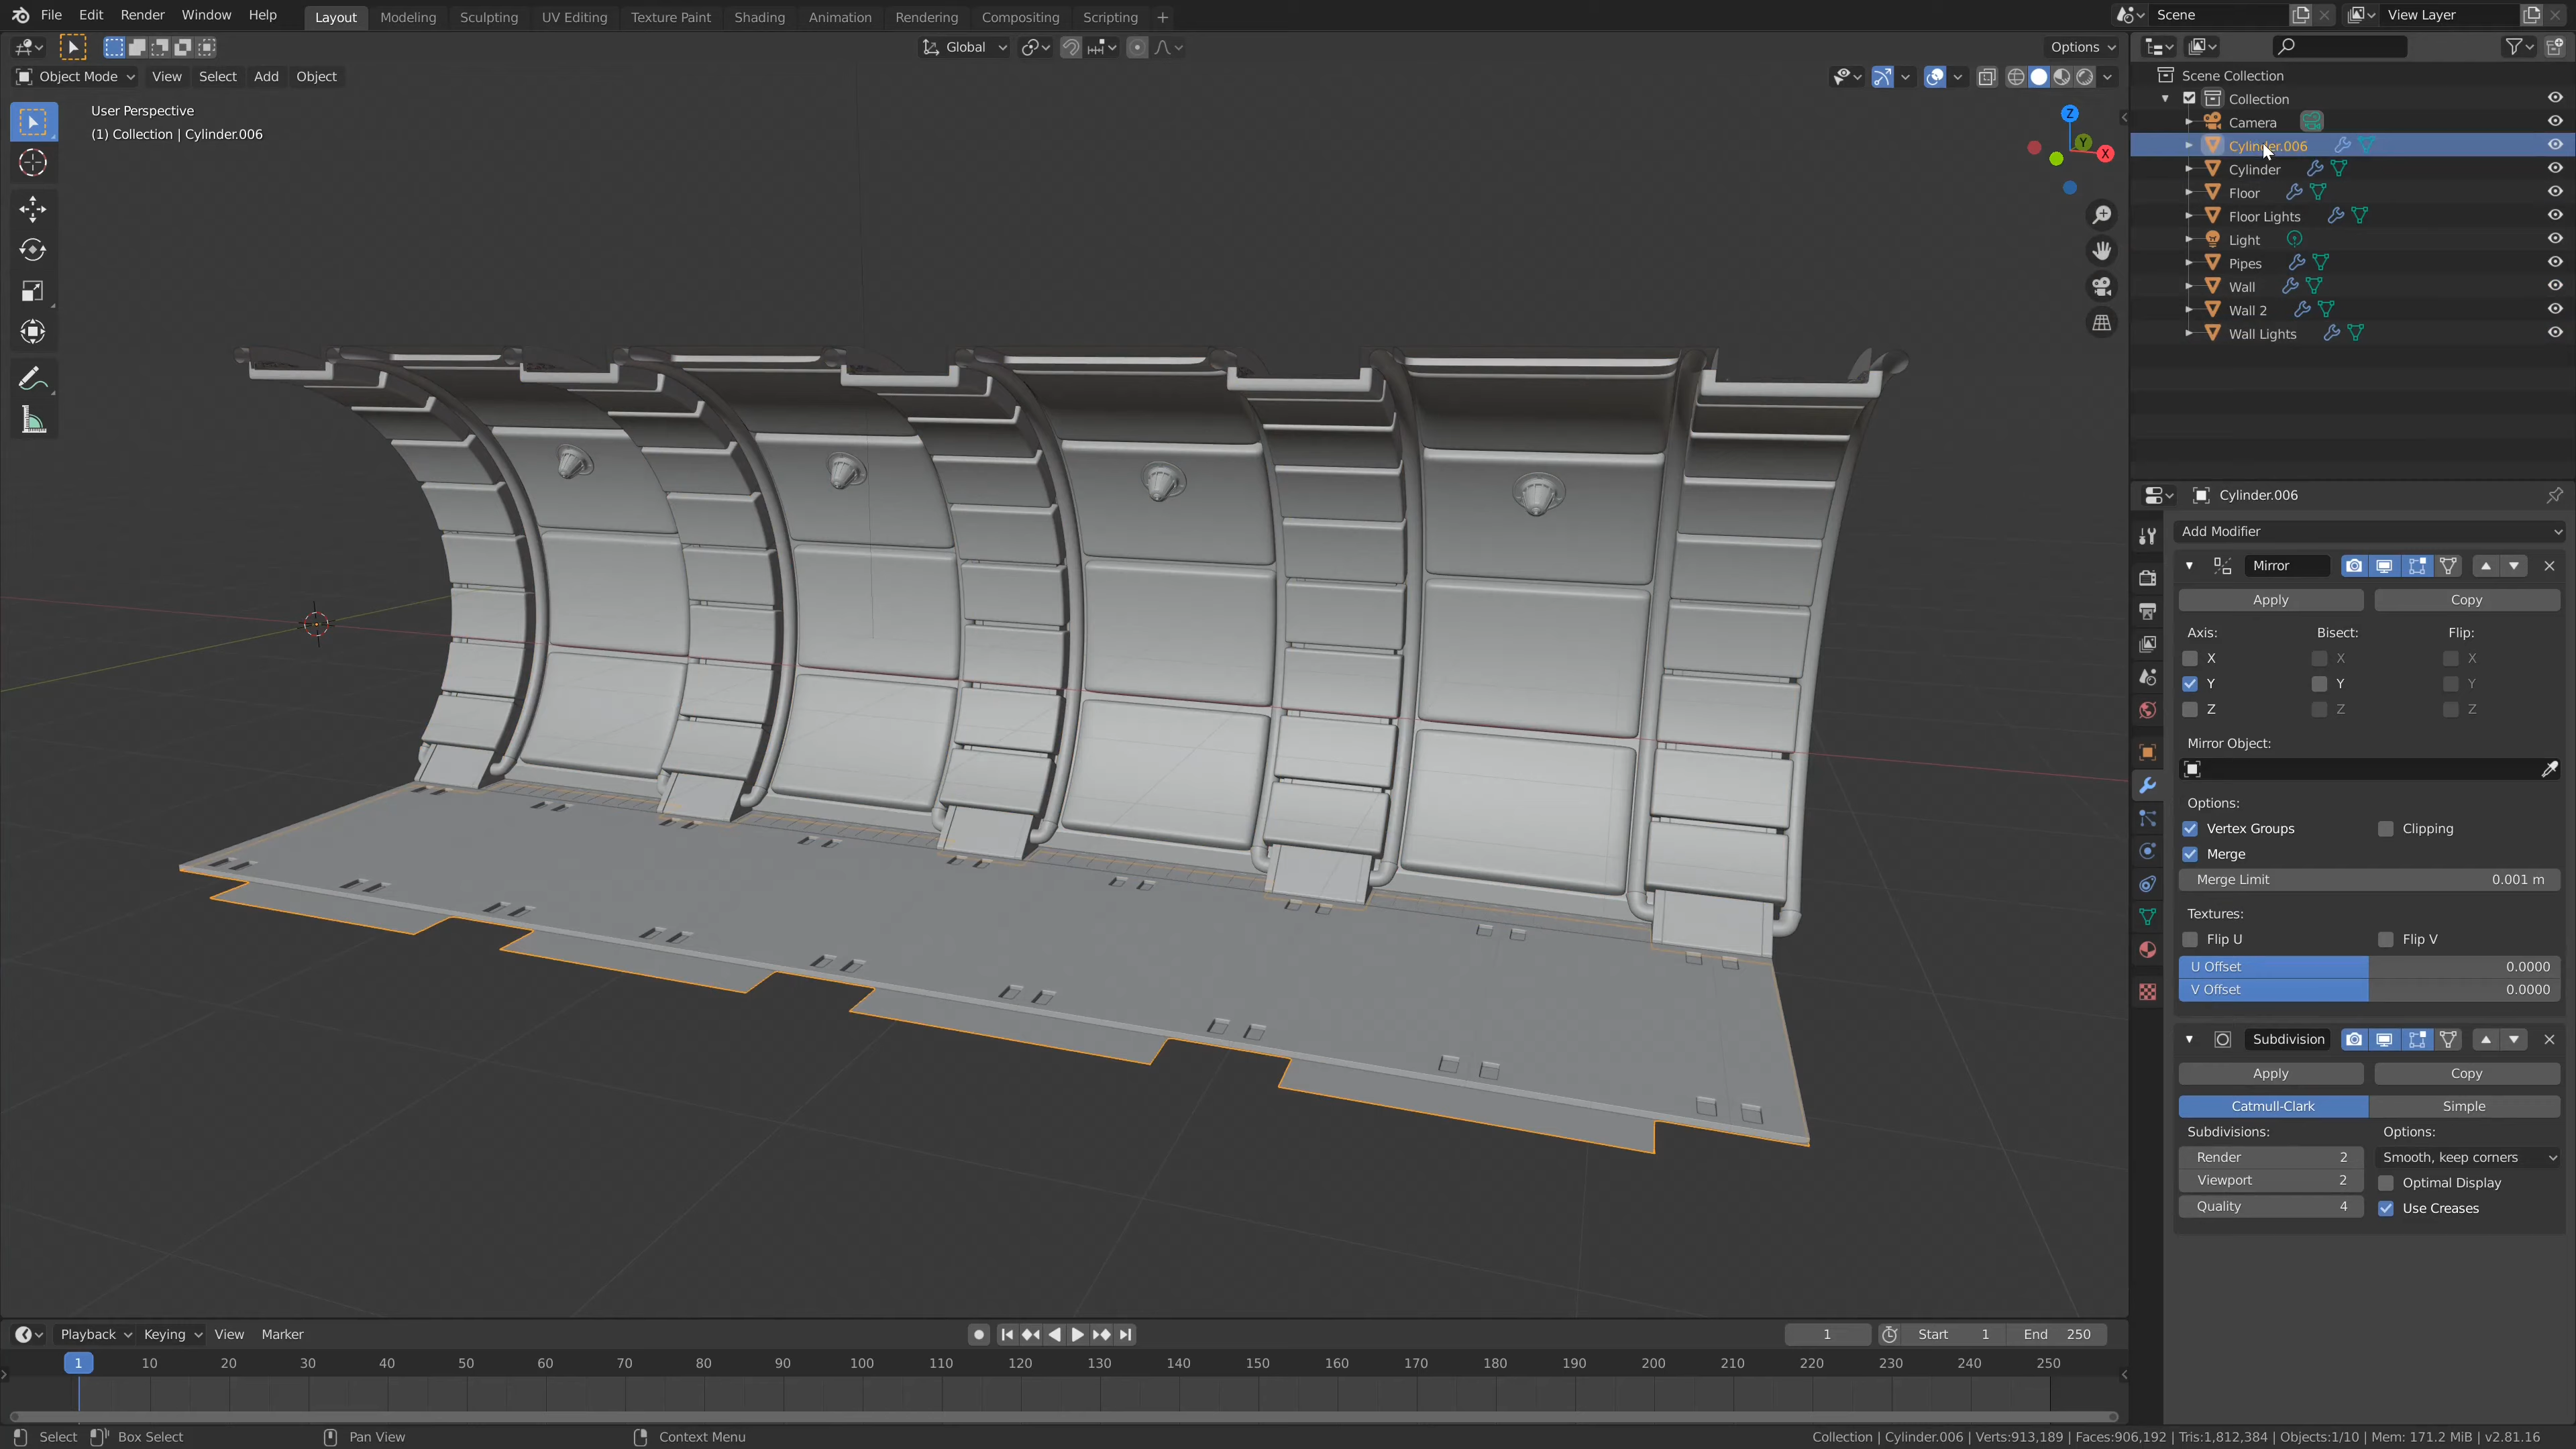 File Edit Render Window Help Layout Modeling Sculpting UV Editing Texture Paint Shading Animation Rendering Compositing Scripting + Scene View Layer
Global Options
Object Mode View Select Add Object
User Perspective
(1) Collection | Cylinder.006
Z
Y
X
Scene Collection
Collection
Camera
Cylinder.006
Cylinder
Floor
Floor Lights
Light
Pipes
Wall
Wall 2
Wall Lights
Cylinder.006
Add Modifier
Mirror
Apply Copy
Axis: Bisect: Flip:
X X X
Y Y Y
Z Z Z
Mirror Object:
Options:
Vertex Groups Clipping
Merge
Merge Limit 0.001 m
Textures:
Flip U Flip V
U Offset 0.0000
V Offset 0.0000
Subdivision
Apply Copy
Catmull-Clark Simple
Subdivisions: Options:
Render 2 Smooth, keep corners
Viewport 2 Optimal Display
Quality 4 Use Creases
Playback Keying View Marker 1 Start 1 End 250
1 10 20 30 40 50 60 70 80 90 100 110 120 130 140 150 160 170 180 190 200 210 220 230 240 250
Select Box Select Pan View Context Menu Collection | Cylinder.006 | Verts:913,189 | Faces:906,192 | Tris:1,812,384 | Objects:1/10 | Mem: 171.2 MiB | v2.81.16